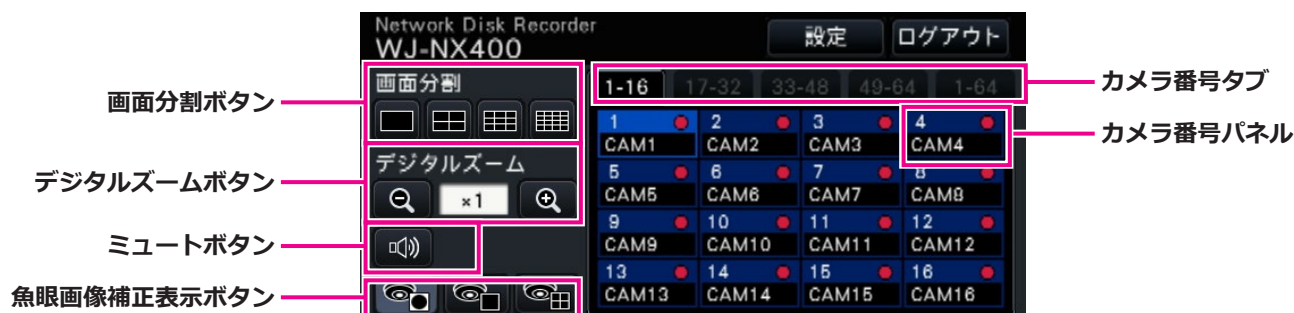 Network Disk Recorder
WJ-NX400
設定
ログアウト
画面分割ボタン
画面分割
デジタルズームボタン
デジタルズーム
×1
ミュートボタン
魚眼画像補正表示ボタン
1-16 17-32 33-48 49-64 1-64
カメラ番号タブ
1 2 3 4
CAM1 CAM2 CAM3 CAM4
カメラ番号パネル
5 6 7 8
CAM5 CAM6 CAM7 CAM8
9 10 11 12
CAM9 CAM10 CAM11 CAM12
13 14 15 16
CAM13 CAM14 CAM15 CAM16